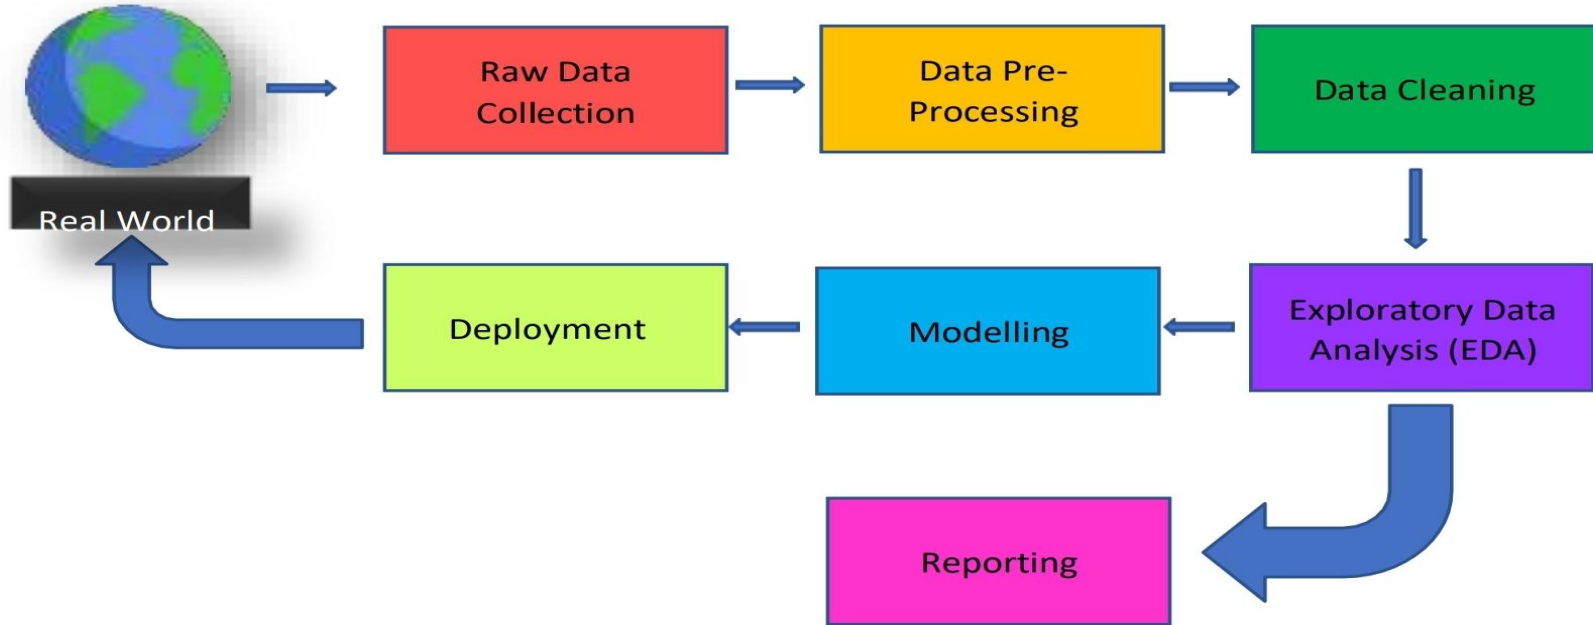 Real World
Raw Data
Collection
Data Pre-
Processing
Data Cleaning
Exploratory Data
Analysis (EDA)
Modelling
Deployment
Reporting